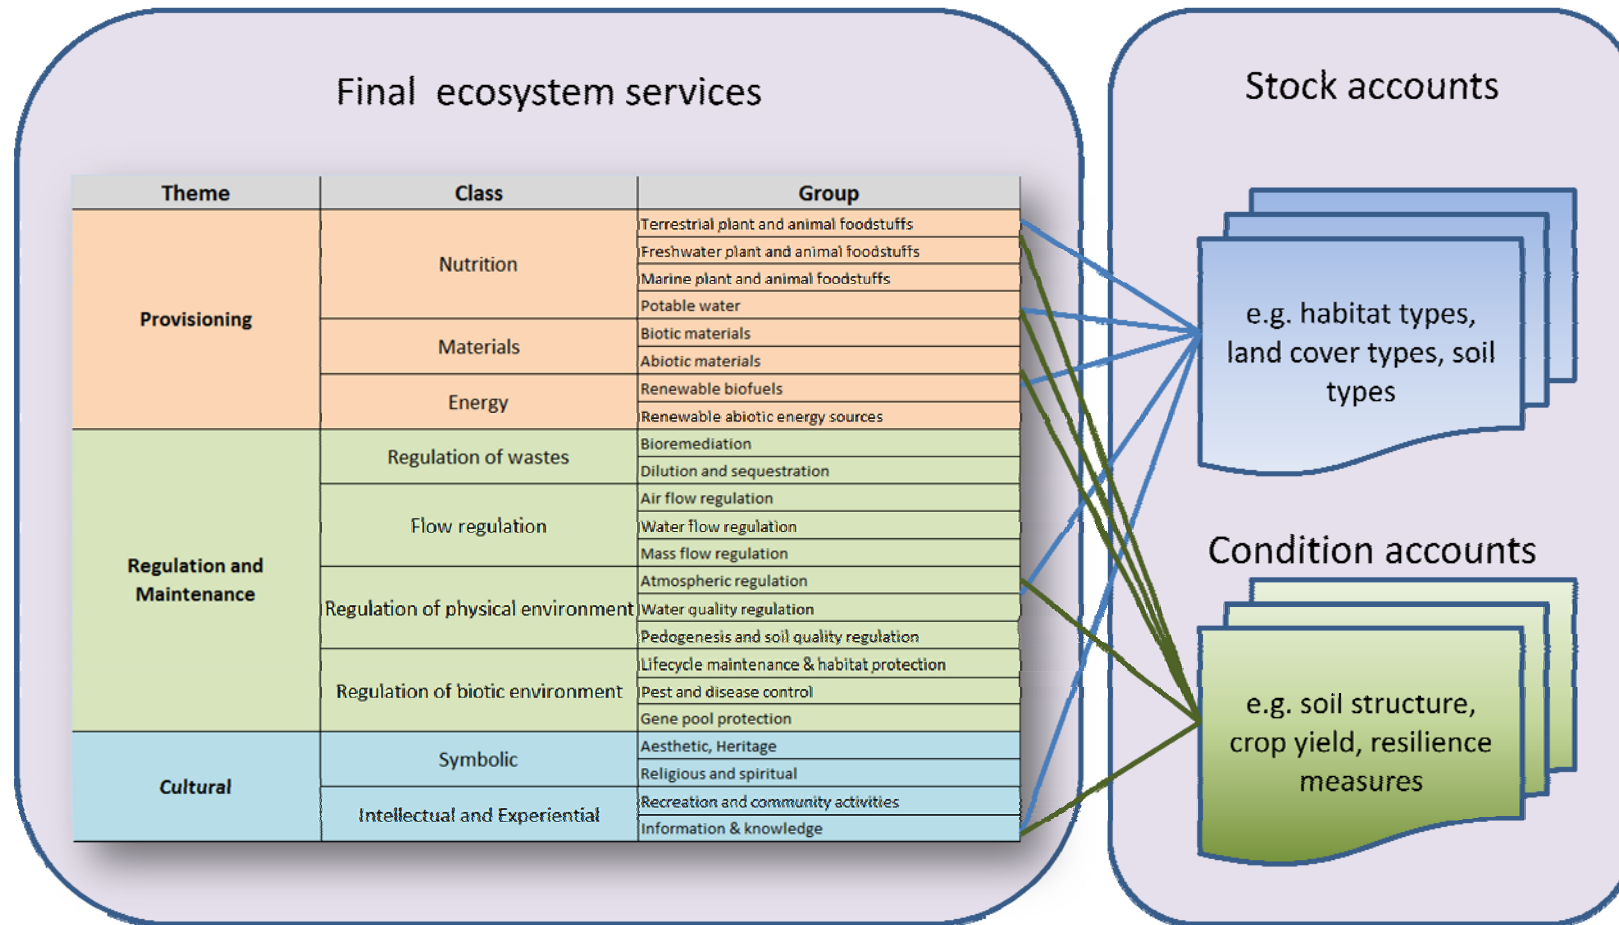 Final ecosystem services
Theme Class Group
Provisioning
Nutrition
Terrestrial plant and animal foodstuffs
Freshwater plant and animal foodstuffs
Marine plant and animal foodstuffs
Potable water
Materials
Biotic materials
Abiotic materials
Energy
Renewable biofuels
Renewable abiotic energy sources
Regulation and
Maintenance
Regulation of wastes
Bioremediation
Dilution and sequestration
Flow regulation
Air flow regulation
Water flow regulation
Mass flow regulation
Regulation of physical environment
Atmospheric regulation
Water quality regulation
Pedogenesis and soil quality regulation
Regulation of biotic environment
Lifecycle maintenance & habitat protection
Pest and disease control
Gene pool protection
Cultural
Symbolic
Aesthetic, Heritage
Religious and spiritual
Intellectual and Experiential
Recreation and community activities
Information & knowledge
Stock accounts
e.g. habitat types,
land cover types, soil
types
Condition accounts
e.g. soil structure,
crop yield, resilience
measures